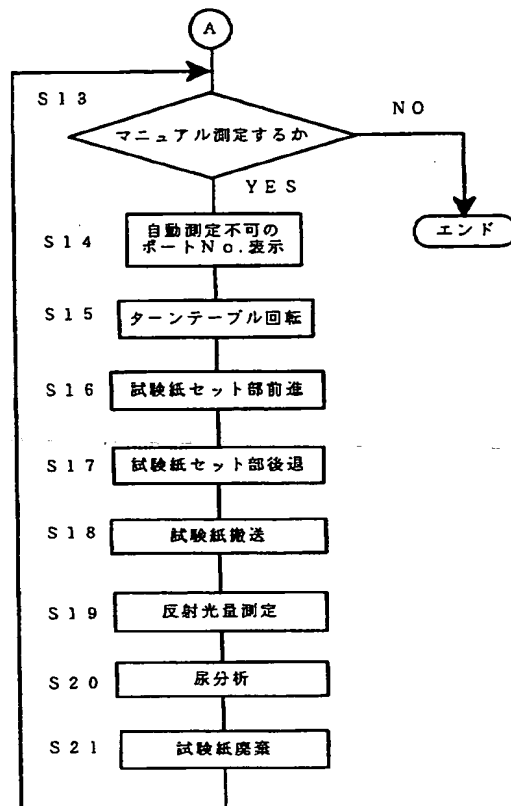 A
S13
マニュアル測定するか
NO
YES
エンド
S14
自動測定不可の
ポートNo.表示
S15
ターンテーブル回転
S16
試験紙セット部前進
S17
試験紙セット部後退
S18
試験紙搬送
S19
反射光量測定
S20
尿分析
S21
試験紙廃棄